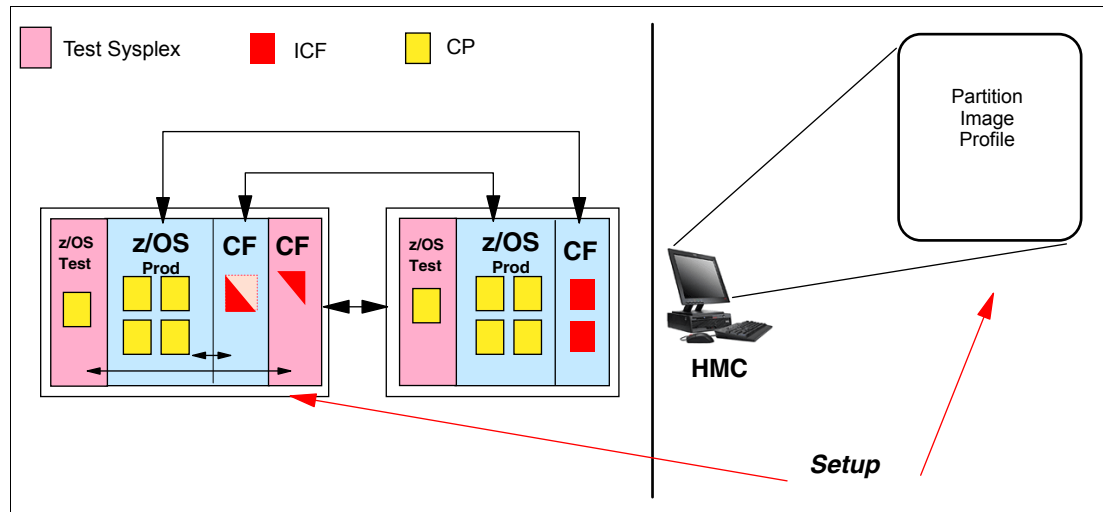 Test Sysplex
ICF
CP
Partition
Image
Profile
z/OS
Test
z/OS
Prod
CF
CF
z/OS
Test
z/OS
Prod
CF
HMC
Setup